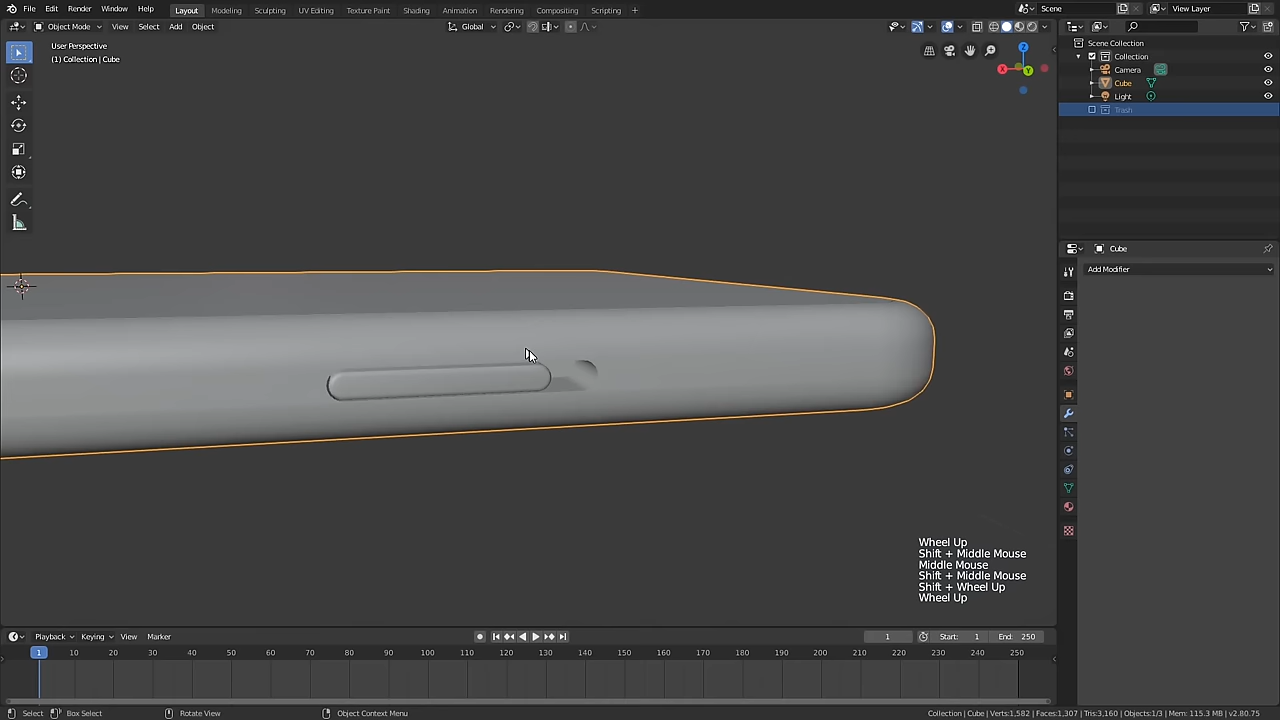 File Edit Render Window Help Layout Modeling Sculpting UV Editing Texture Paint Shading Animation Rendering Compositing Scripting + Scene View Layer
Object Mode View Select Add Object Global
User Perspective
(1) Collection | Cube
X
Y
Z
Scene Collection
Collection
Camera
Cube
Light
Trash
Cube
Add Modifier
Wheel Up
Shift + Middle Mouse
Middle Mouse
Shift + Middle Mouse
Shift + Wheel Up
Wheel Up
Playback Keying View Marker 1 Start: 1 End: 250
1 10 20 30 40 50 60 70 80 90 100 110 120 130 140 150 160 170 180 190 200 210 220 230 240 250
Select Box Select Rotate View Object Context Menu Collection | Cube | Verts:1,582 | Faces:1,307 | Tris:3,160 | Objects:1/3 | Mem: 115.3 MB | v2.80.75